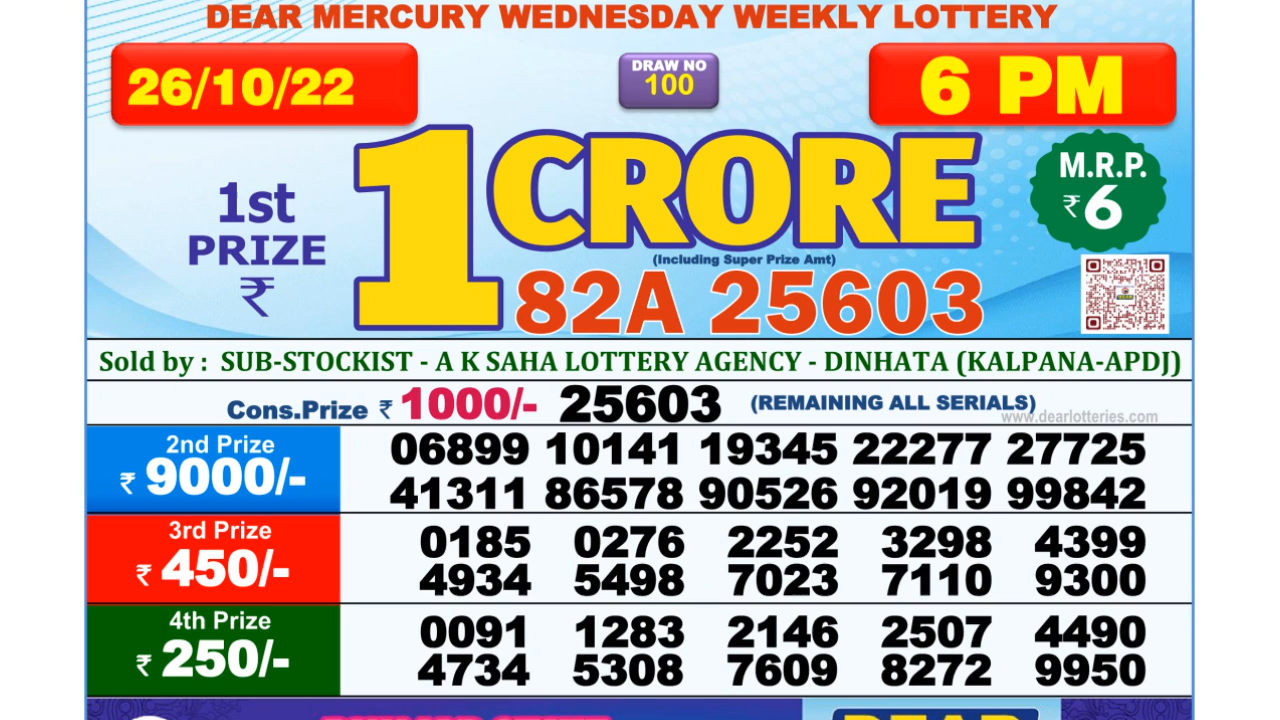 DEAR MERCURY WEDNESDAY WEEKLY LOTTERY
26/10/22
DRAW NO
100
6 PM
1st
PRIZE
₹
1 CRORE
(Including Super Prize Amt)
82A 25603
M.R.P.
₹ 6
Sold by : SUB-STOCKIST - A K SAHA LOTTERY AGENCY - DINHATA (KALPANA-APDJ)
Cons.Prize ₹ 1000/- 25603 (REMAINING ALL SERIALS)
www.dearlotteries.com
2nd Prize
₹ 9000/-
06899 10141 19345 22277 27725
41311 86578 90526 92019 99842
3rd Prize
₹ 450/-
0185 0276 2252 3298 4399
4934 5498 7023 7110 9300
4th Prize
₹ 250/-
0091 1283 2146 2507 4490
4734 5308 7609 8272 9950
DEAR